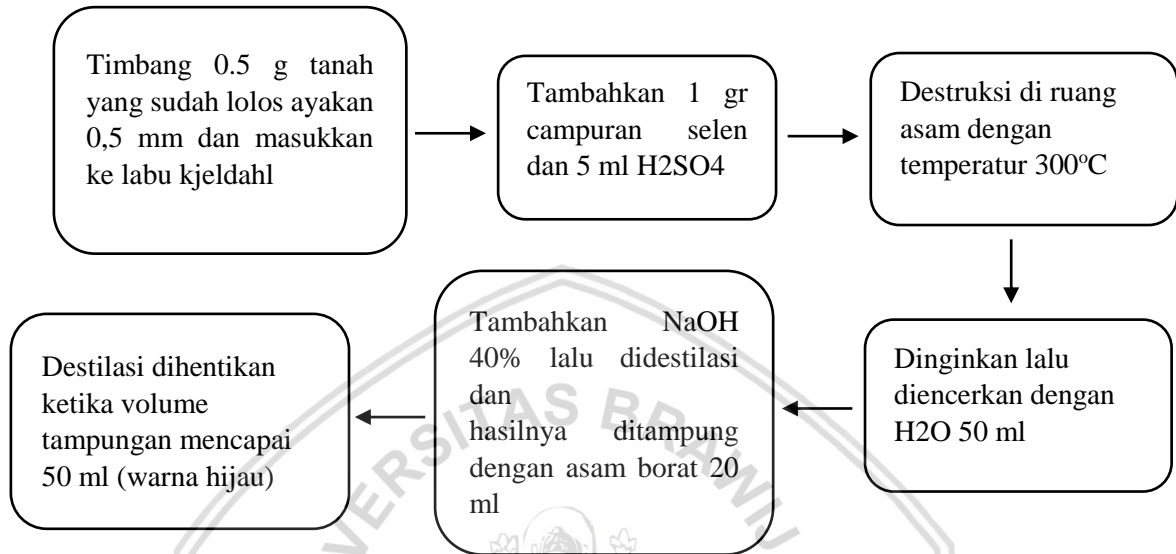 Timbang 0.5 g tanah
yang sudah lolos ayakan
0,5 mm dan masukkan
ke labu kjeldahl
Tambahkan 1 gr
campuran selen
dan 5 ml H2SO4
Destruksi di ruang
asam dengan
temperatur 300ºC
Dinginkan lalu
diencerkan dengan
H2O 50 ml
Tambahkan NaOH
40% lalu didestilasi
dan
hasilnya ditampung
dengan asam borat 20
ml
Destilasi dihentikan
ketika volume
tampungan mencapai
50 ml (warna hijau)
VERSITAS BRAWIJ